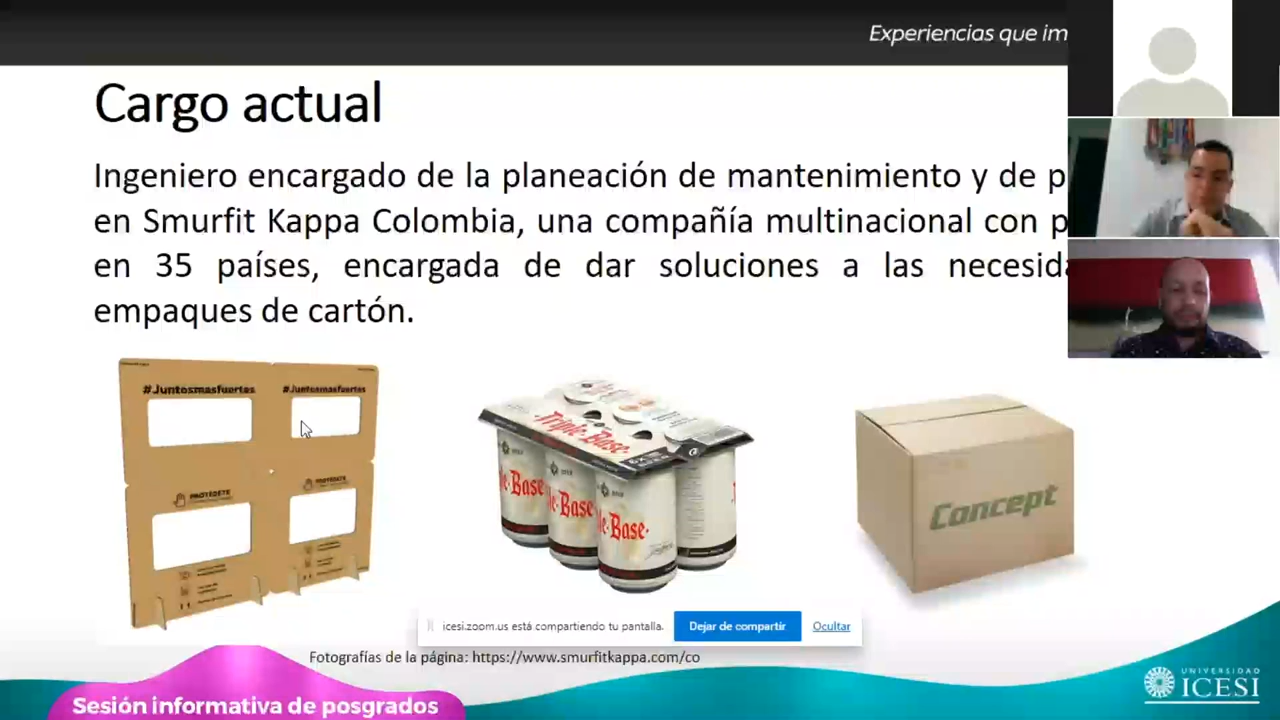 Experiencias que im
Cargo actual
Ingeniero encargado de la planeación de mantenimiento y de p
en Smurfit Kappa Colombia, una compañía multinacional con p
en 35 países, encargada de dar soluciones a las necesid
empaques de cartón.
#Juntosmasfuertes
#Juntosmasfuertes
PROTÉGETE
PROTÉGETE
Triple·Base·
Base
Base
Base·
Concept
icesi.zoom.us está compartiendo tu pantalla.
Dejar de compartir
Ocultar
Fotografías de la página: https://www.smurfitkappa.com/co
Sesión informativa de posgrados
UNIVERSIDAD
ICESI